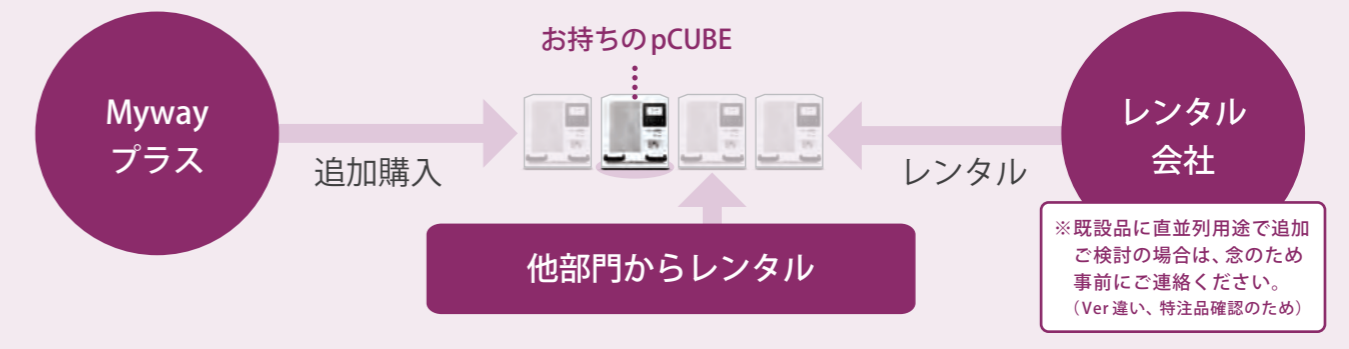 お持ちのpCUBE
Myway
プラス
追加購入
レンタル
レンタル
会社
他部門からレンタル
※既設品に直並列用途で追加
ご検討の場合は、念のため
事前にご連絡ください。
（Ver違い、特注品確認のため）